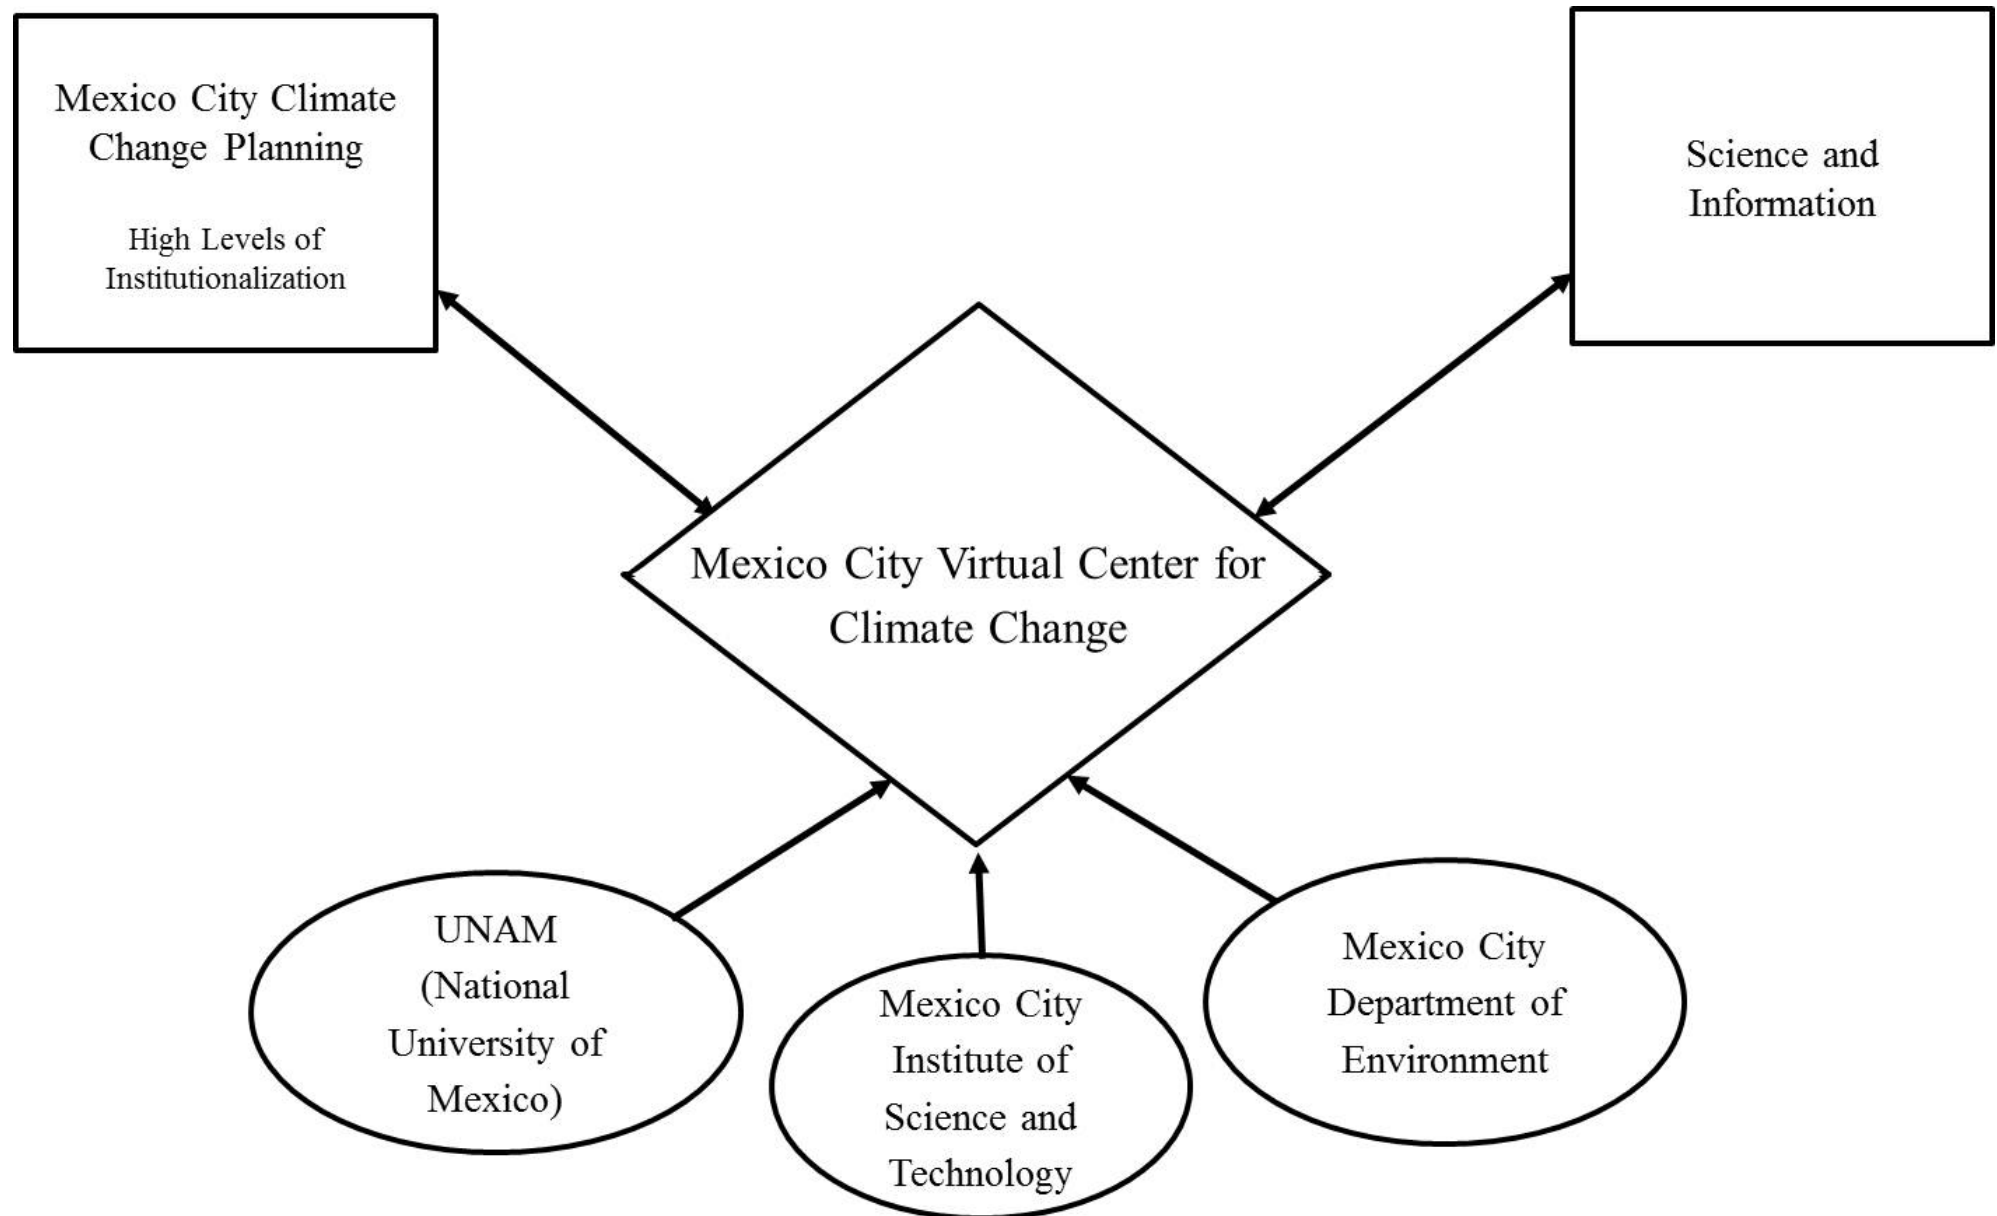 Mexico City Climate
Change Planning
High Levels of
Institutionalization
Science and
Information
Mexico City Virtual Center for
Climate Change
UNAM
(National
University of
Mexico)
Mexico City
Institute of
Science and
Technology
Mexico City
Department of
Environment